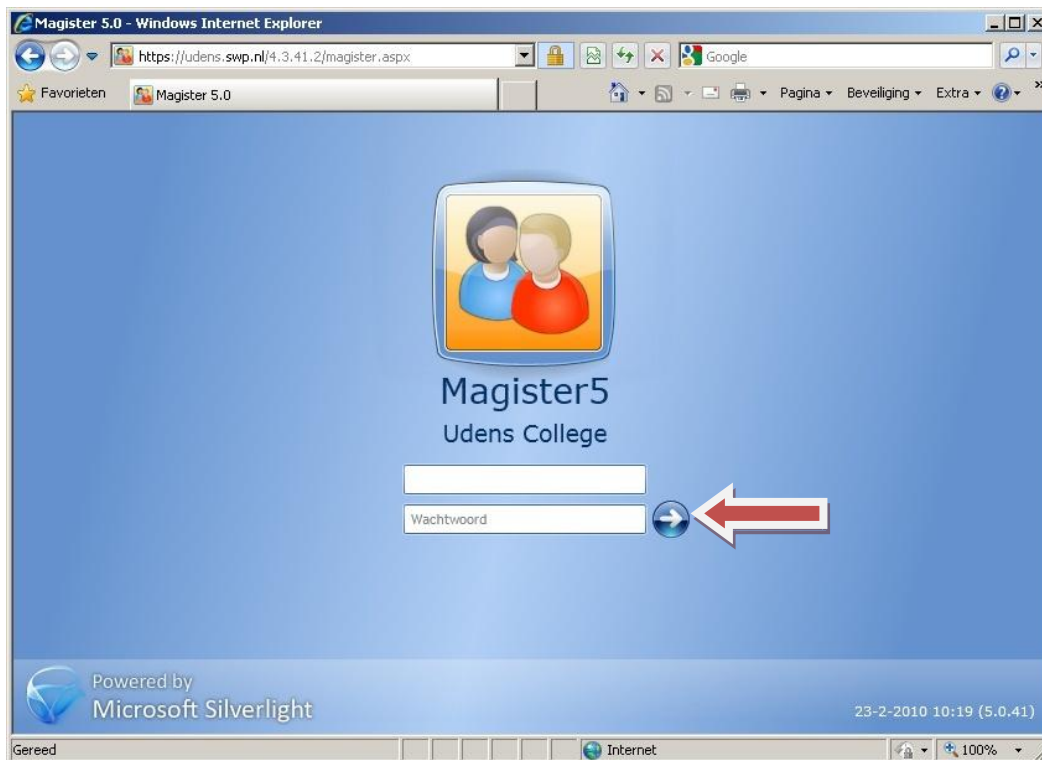 Magister 5.0 - Windows Internet Explorer
https://udens.swp.nl/4.3.41.2/magister.aspx
Google
Favorieten
Magister 5.0
Pagina
Beveiliging
Extra
Magister5
Udens College
Wachtwoord
Powered by
Microsoft Silverlight
23-2-2010 10:19 (5.0.41)
Gereed
Internet
100%